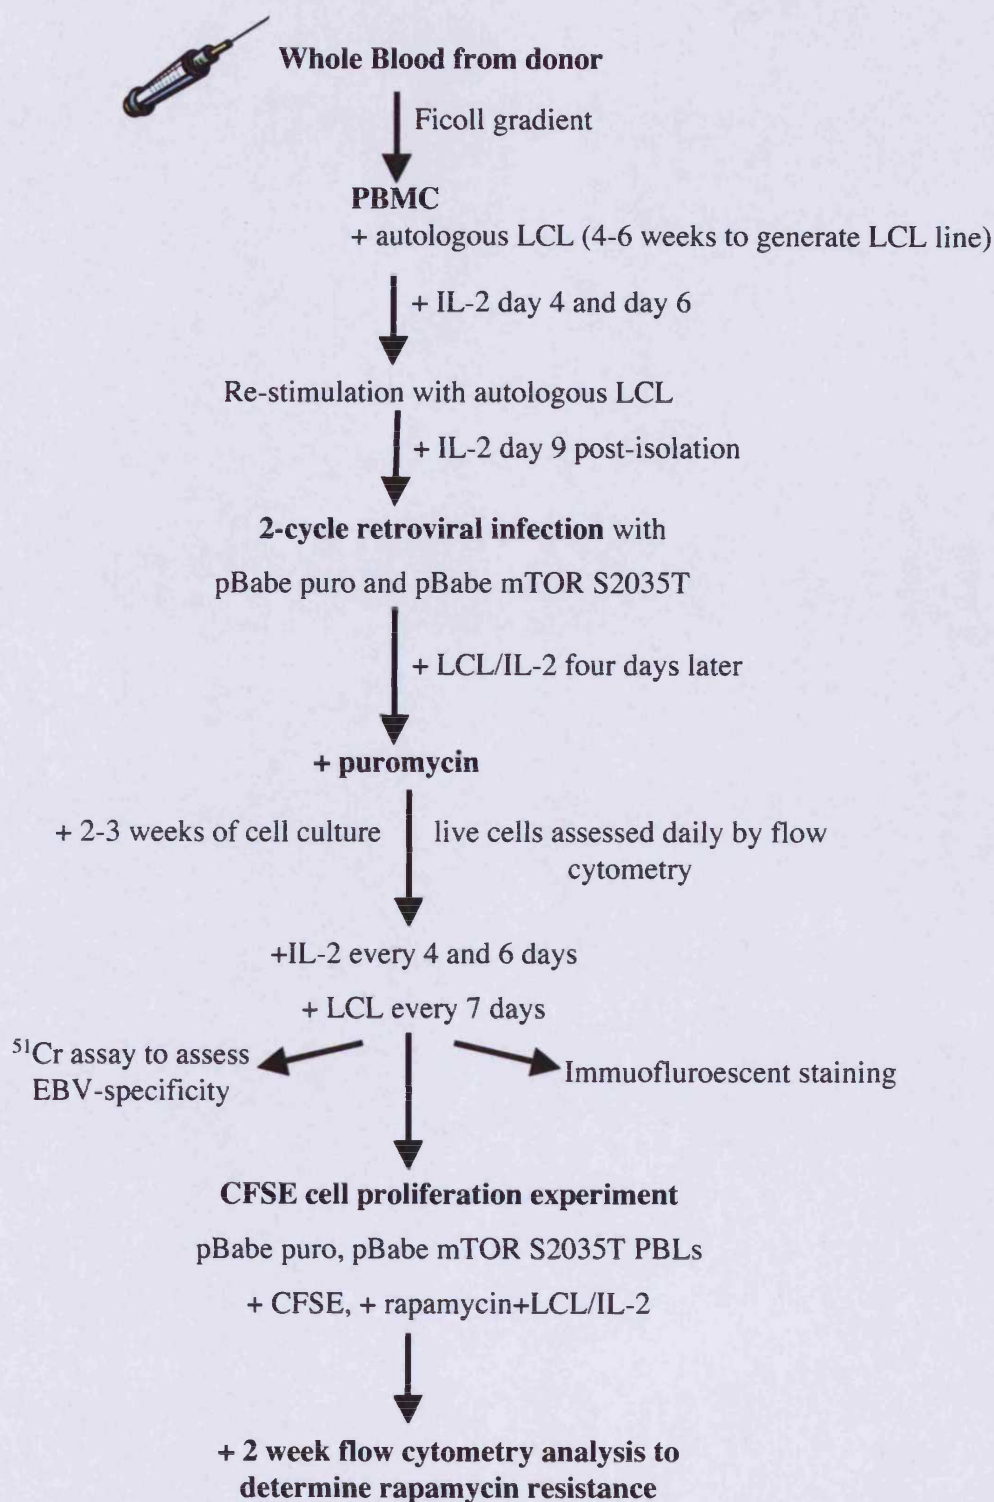 Whole Blood from donor
Ficoll gradient
PBMC
+ autologous LCL (4-6 weeks to generate LCL line)
+ IL-2 day 4 and day 6
Re-stimulation with autologous LCL
+ IL-2 day 9 post-isolation
2-cycle retroviral infection with
pBabe puro and pBabe mTOR S2035T
+ LCL/IL-2 four days later
+ puromycin
+ 2-3 weeks of cell culture
live cells assessed daily by flow
cytometry
+IL-2 every 4 and 6 days
+ LCL every 7 days
51Cr assay to assess
EBV-specificity
Immuofluroescent staining
CFSE cell proliferation experiment
pBabe puro, pBabe mTOR S2035T PBLs
+ CFSE, + rapamycin+LCL/IL-2
+ 2 week flow cytometry analysis to
determine rapamycin resistance